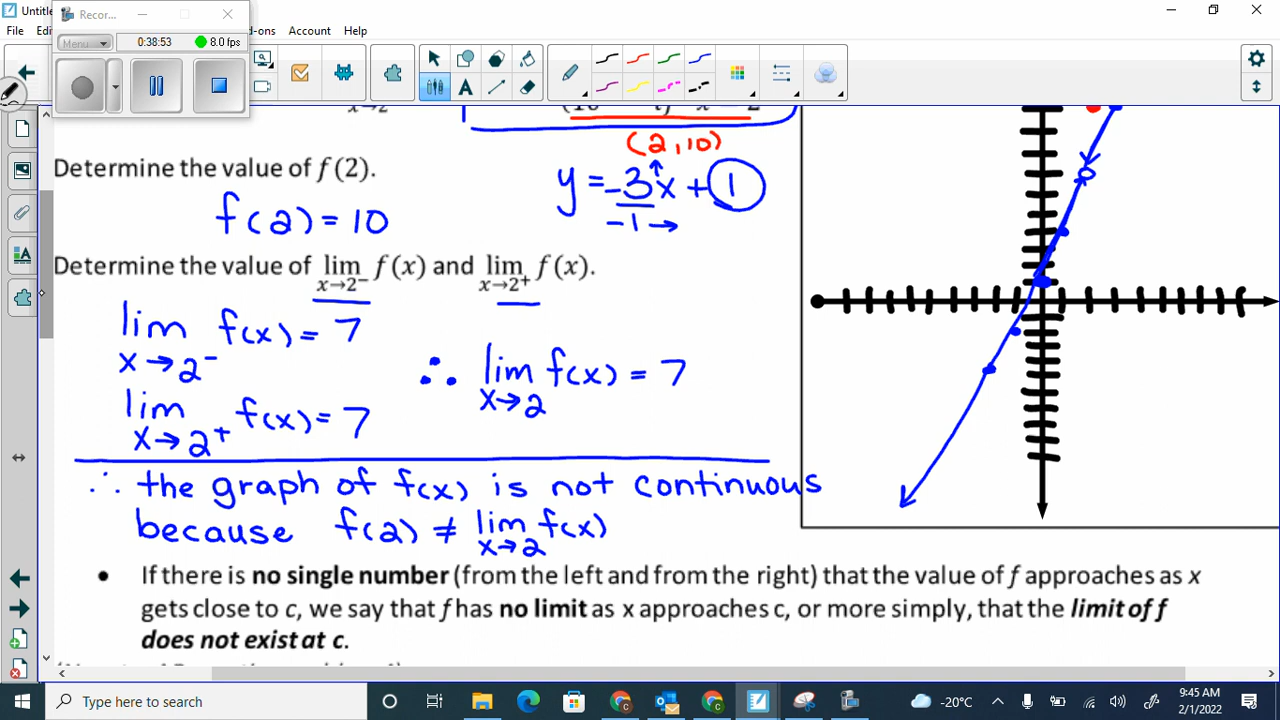 Untitl
Recor...
Menu
0:38:53
8.0 fps
File
Edi
d-ons
Account
Help
x→2
(2,10)
Determine the value of f(2).
y = -3x + 1
-1 →
f(2) = 10
Determine the value of lim x→2⁻ f(x) and lim x→2⁺ f(x).
lim x→2⁻ f(x) = 7
∴ lim x→2 f(x) = 7
lim x→2⁺ f(x) = 7
∴ the graph of f(x) is not continuous
because f(2) ≠ lim x→2 f(x)
• If there is no single number (from the left and from the right) that the value of f approaches as x
gets close to c, we say that f has no limit as x approaches c, or more simply, that the limit of f
does not exist at c.
Type here to search
-20°C
9:45 AM
2/1/2022